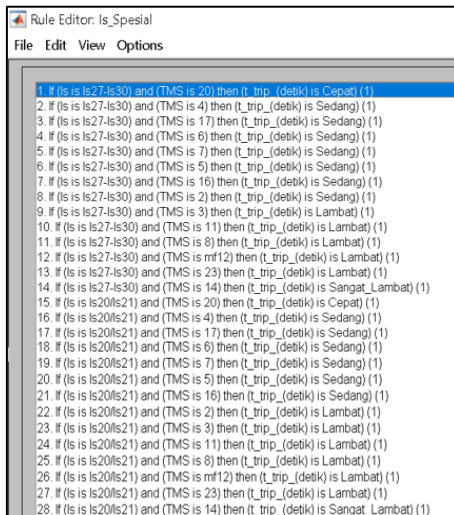 Rule Editor: Is_Spesial
File Edit View Options
1. If (Is is Is27-Is30) and (TMS is 20) then (t_trip_(detik) is Cepat) (1)
2. If (Is is Is27-Is30) and (TMS is 4) then (t_trip_(detik) is Sedang) (1)
3. If (Is is Is27-Is30) and (TMS is 17) then (t_trip_(detik) is Sedang) (1)
4. If (Is is Is27-Is30) and (TMS is 6) then (t_trip_(detik) is Sedang) (1)
5. If (Is is Is27-Is30) and (TMS is 7) then (t_trip_(detik) is Sedang) (1)
6. If (Is is Is27-Is30) and (TMS is 5) then (t_trip_(detik) is Sedang) (1)
7. If (Is is Is27-Is30) and (TMS is 16) then (t_trip_(detik) is Sedang) (1)
8. If (Is is Is27-Is30) and (TMS is 2) then (t_trip_(detik) is Sedang) (1)
9. If (Is is Is27-Is30) and (TMS is 3) then (t_trip_(detik) is Lambat) (1)
10. If (Is is Is27-Is30) and (TMS is 11) then (t_trip_(detik) is Lambat) (1)
11. If (Is is Is27-Is30) and (TMS is 8) then (t_trip_(detik) is Lambat) (1)
12. If (Is is Is27-Is30) and (TMS is mf12) then (t_trip_(detik) is Lambat) (1)
13. If (Is is Is27-Is30) and (TMS is 23) then (t_trip_(detik) is Lambat) (1)
14. If (Is is Is27-Is30) and (TMS is 14) then (t_trip_(detik) is Sangat_Lambat) (1)
15. If (Is is Is20/Is21) and (TMS is 20) then (t_trip_(detik) is Cepat) (1)
16. If (Is is Is20/Is21) and (TMS is 4) then (t_trip_(detik) is Sedang) (1)
17. If (Is is Is20/Is21) and (TMS is 17) then (t_trip_(detik) is Sedang) (1)
18. If (Is is Is20/Is21) and (TMS is 6) then (t_trip_(detik) is Sedang) (1)
19. If (Is is Is20/Is21) and (TMS is 7) then (t_trip_(detik) is Sedang) (1)
20. If (Is is Is20/Is21) and (TMS is 5) then (t_trip_(detik) is Sedang) (1)
21. If (Is is Is20/Is21) and (TMS is 16) then (t_trip_(detik) is Sedang) (1)
22. If (Is is Is20/Is21) and (TMS is 2) then (t_trip_(detik) is Lambat) (1)
23. If (Is is Is20/Is21) and (TMS is 3) then (t_trip_(detik) is Lambat) (1)
24. If (Is is Is20/Is21) and (TMS is 11) then (t_trip_(detik) is Lambat) (1)
25. If (Is is Is20/Is21) and (TMS is 8) then (t_trip_(detik) is Lambat) (1)
26. If (Is is Is20/Is21) and (TMS is mf12) then (t_trip_(detik) is Lambat) (1)
27. If (Is is Is20/Is21) and (TMS is 23) then (t_trip_(detik) is Lambat) (1)
28. If (Is is Is20/Is21) and (TMS is 14) then (t_trip_(detik) is Sangat_Lambat) (1)